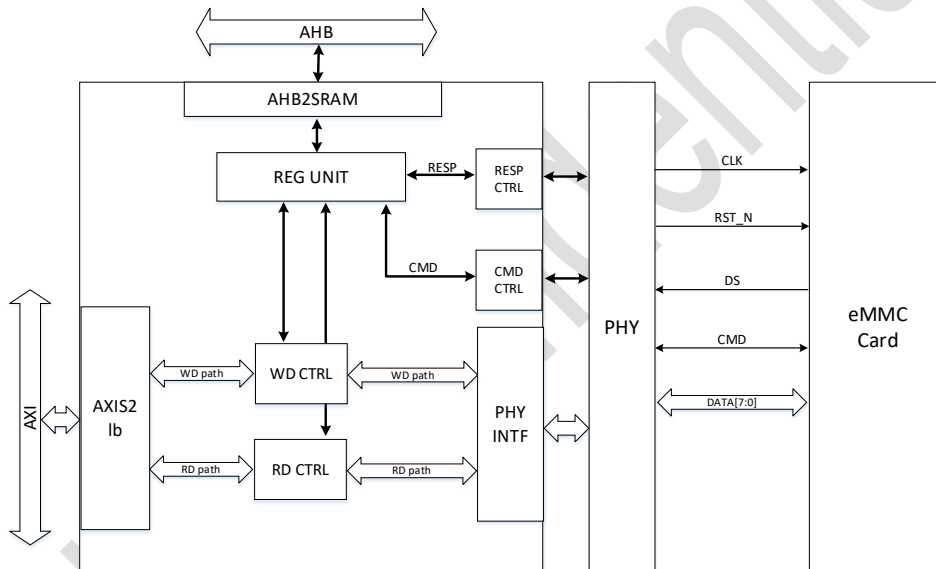 AHB
AHB2SRAM
REG UNIT
RESP
RESP
CTRL
CLK
RST_N
CMD
CMD
CTRL
DS
PHY
eMMC
Card
CMD
AXI
AXIS2
Ib
WD path
WD CTRL
WD path
PHY
INTF
DATA[7:0]
RD path
RD CTRL
RD path